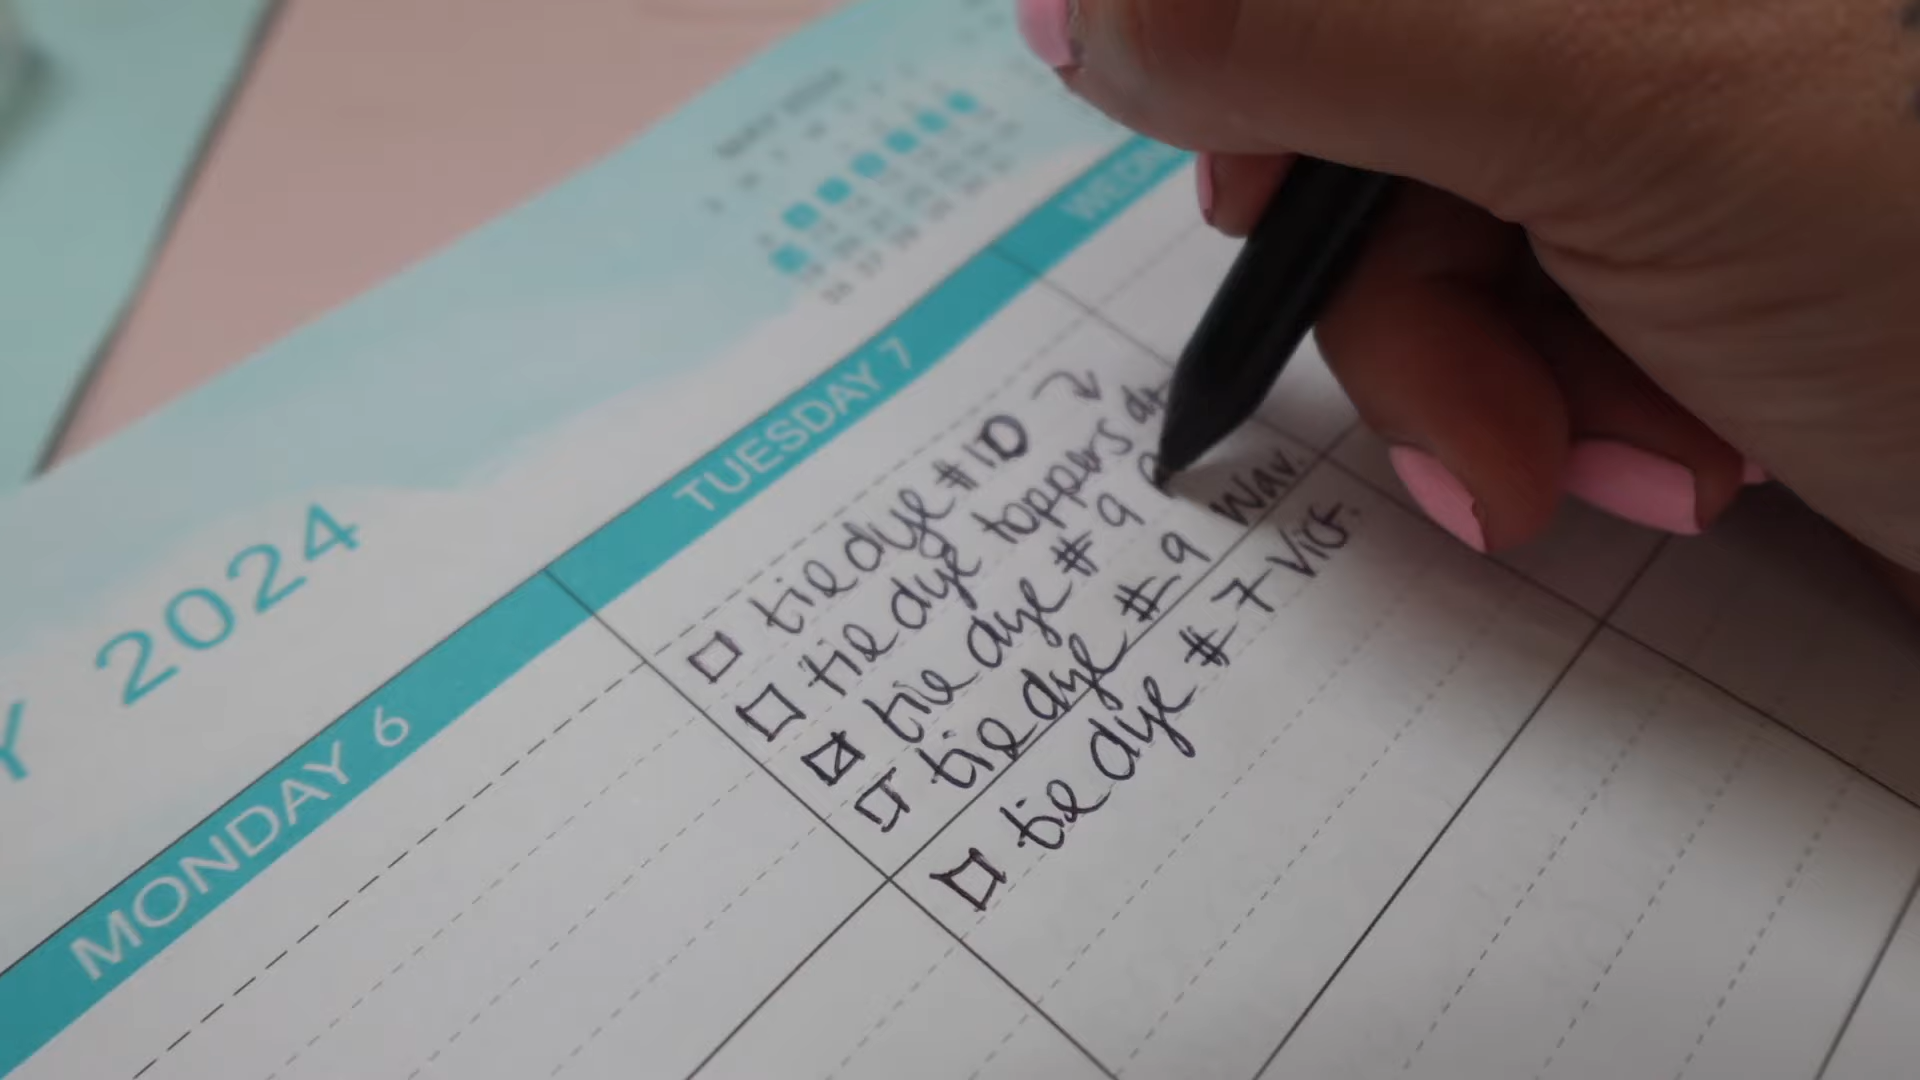 Y 2024
MONDAY 6
TUESDAY 7
WEDN
tie dye #10
tie dye toppers
tie dye #9
tie dye #9 Wav.
tie dye #7